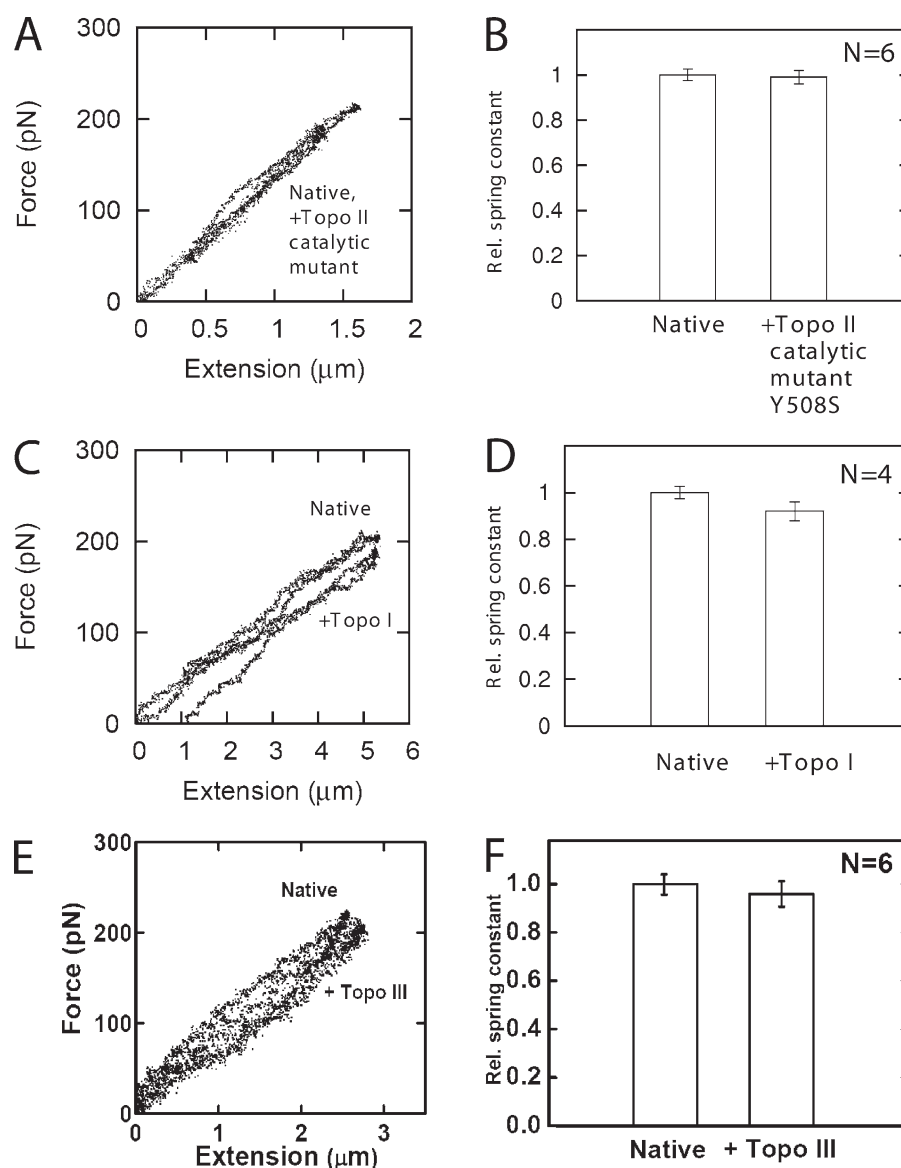 A
300
200
100
0
Force (pN)
Native,
+Topo II
catalytic
mutant
0
0.5
1
1.5
2
Extension (µm)
B
N=6
1
0.8
0.6
0.4
0.2
0
Rel. spring constant
Native
+Topo II
catalytic
mutant
Y508S
C
300
200
100
0
Force (pN)
Native
+Topo I
0
1
2
3
4
5
6
Extension (µm)
D
N=4
1
0.8
0.6
0.4
0.2
0
Rel. spring constant
Native
+Topo I
E
300
200
100
0
Force (pN)
Native
+ Topo III
0
1
2
3
Extension (µm)
F
N=6
1.0
0.8
0.6
0.4
0.2
0.0
Rel. spring constant
Native
+ Topo III